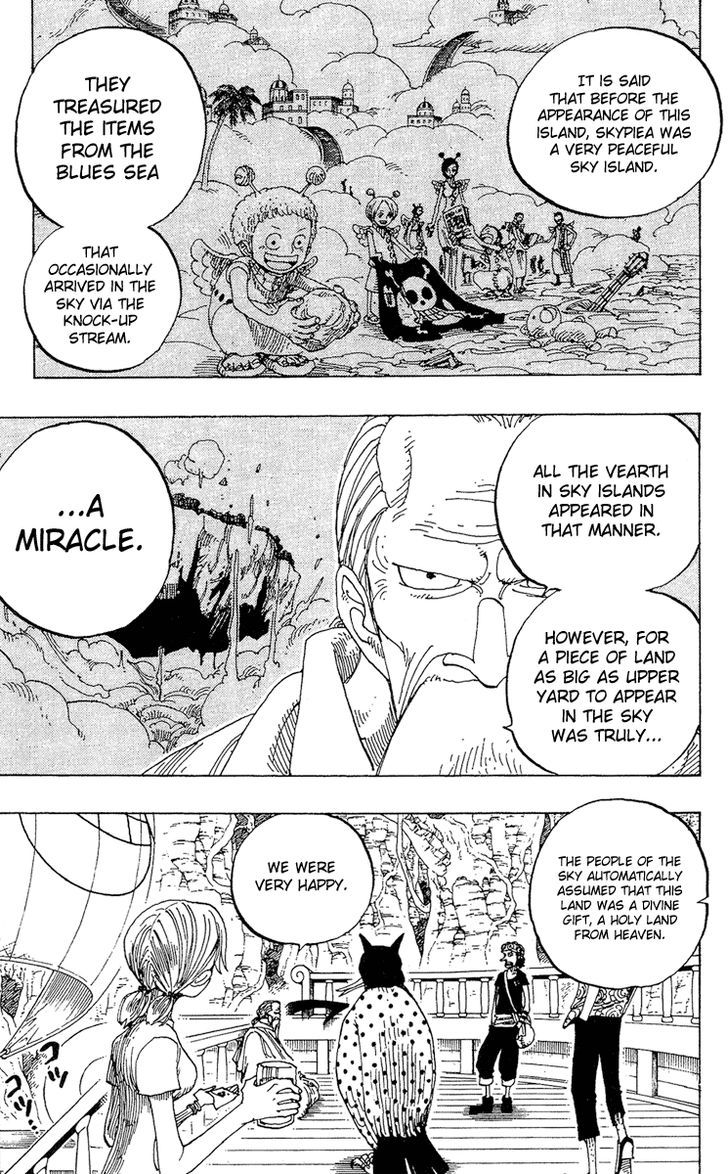 IT IS SAID
THAT BEFORE THE
APPEARANCE OF THIS
ISLAND, SKYPIEA WAS
A VERY PEACEFUL
SKY ISLAND.
THEY
TREASURED
THE ITEMS
FROM THE
BLUES SEA
THAT
OCCASIONALLY
ARRIVED IN THE
SKY VIA THE
KNOCK-UP
STREAM.
ALL THE VEARTH
IN SKY ISLANDS
APPEARED IN
THAT MANNER.
HOWEVER, FOR
A PIECE OF LAND
AS BIG AS UPPER
YARD TO APPEAR
IN THE SKY
WAS TRULY...
...A
MIRACLE.
THE PEOPLE OF THE
SKY AUTOMATICALLY
ASSUMED THAT THIS
LAND WAS A DIVINE
GIFT, A HOLY LAND
FROM HEAVEN.
WE WERE
VERY HAPPY.